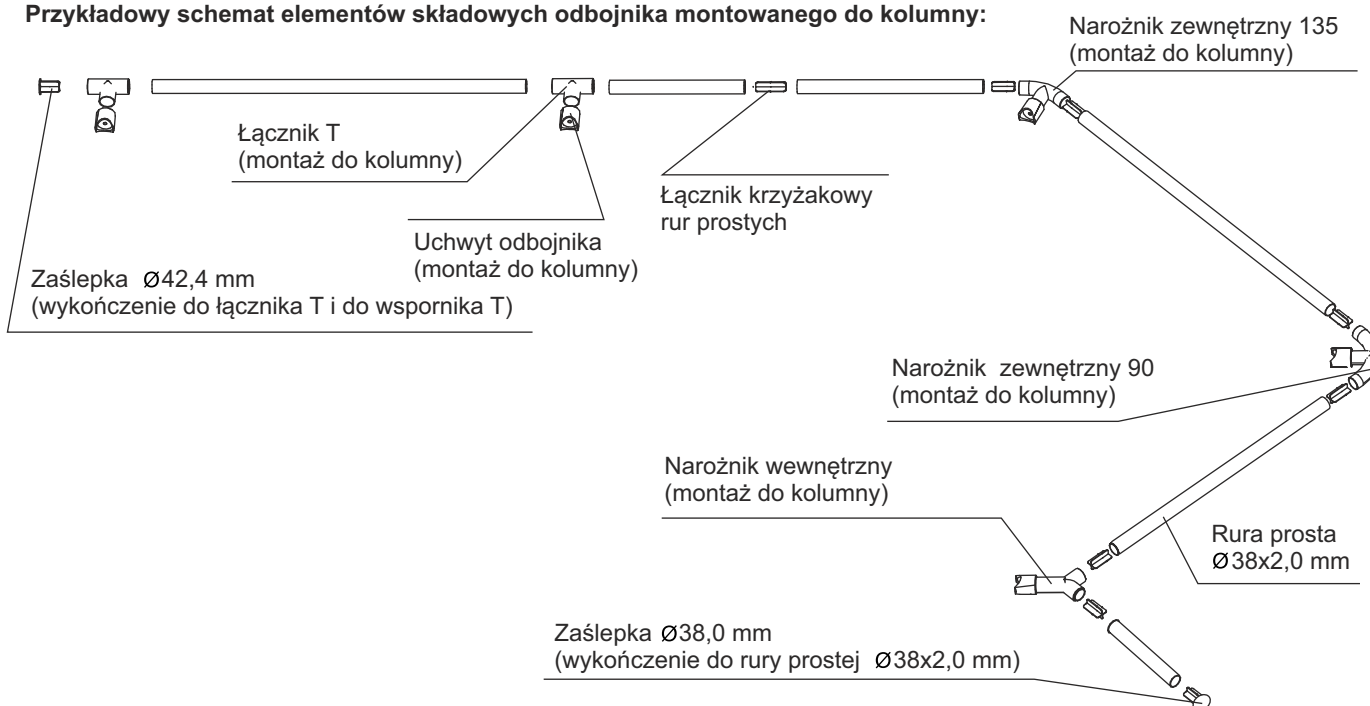 Przykładowy schemat elementów składowych odbojnika montowanego do kolumny:
Narożnik zewnętrzny 135
(montaż do kolumny)
Łącznik T
(montaż do kolumny)
Łącznik krzyżakowy
rur prostych
Uchwyt odbojnika
(montaż do kolumny)
Zaślepka Ø42,4 mm
(wykończenie do łącznika T i do wspornika T)
Narożnik zewnętrzny 90
(montaż do kolumny)
Narożnik wewnętrzny
(montaż do kolumny)
Rura prosta
Ø38x2,0 mm
Zaślepka Ø38,0 mm
(wykończenie do rury prostej Ø38x2,0 mm)